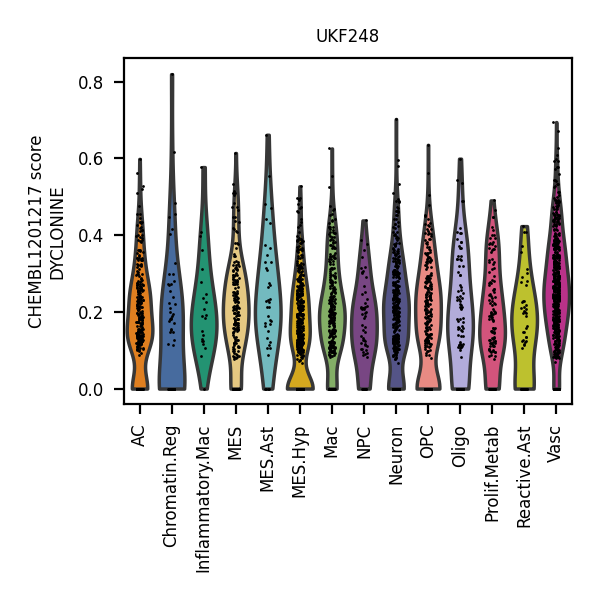 UKF248
CHEMBL1201217 score
DYCLONINE
0.8
0.6
0.4
0.2
0.0
AC
Chromatin.Reg
Inflammatory.Mac
MES
MES.Ast
MES.Hyp
Mac
NPC
Neuron
OPC
Oligo
Prolif.Metab
Reactive.Ast
Vasc